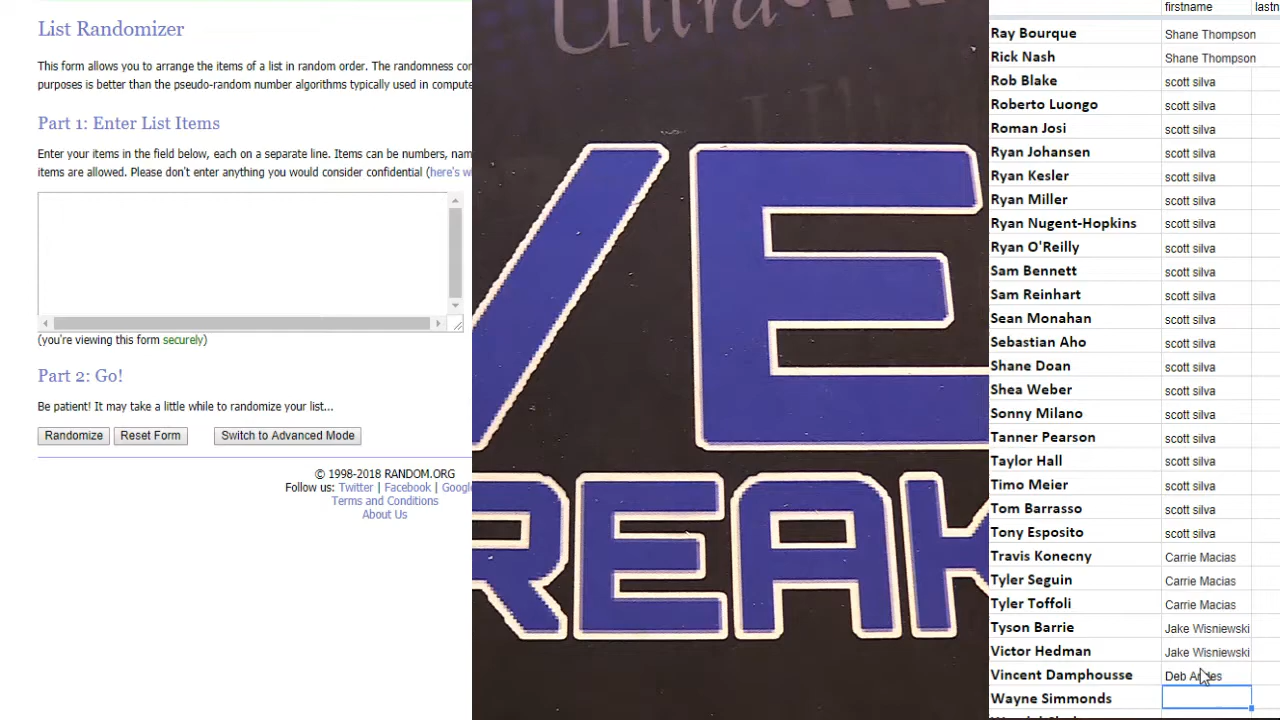 List Randomizer
This form allows you to arrange the items of a list in random order. The randomness co
purposes is better than the pseudo-random number algorithms typically used in compute
Part 1: Enter List Items
Enter your items in the field below, each on a separate line. Items can be numbers, nam
items are allowed. Please don't enter anything you would consider confidential (here's w
(you're viewing this form securely)
Part 2: Go!
Be patient! It may take a little while to randomize your list...
Randomize Reset Form Switch to Advanced Mode
© 1998-2018 RANDOM.ORG
Follow us: Twitter | Facebook | Google
Terms and Conditions
About Us
Ultra
VE
REAK
firstname lastn
Ray Bourque Shane Thompson
Rick Nash Shane Thompson
Rob Blake scott silva
Roberto Luongo scott silva
Roman Josi scott silva
Ryan Johansen scott silva
Ryan Kesler scott silva
Ryan Miller scott silva
Ryan Nugent-Hopkins scott silva
Ryan O'Reilly scott silva
Sam Bennett scott silva
Sam Reinhart scott silva
Sean Monahan scott silva
Sebastian Aho scott silva
Shane Doan scott silva
Shea Weber scott silva
Sonny Milano scott silva
Tanner Pearson scott silva
Taylor Hall scott silva
Timo Meier scott silva
Tom Barrasso scott silva
Tony Esposito scott silva
Travis Konecny Carrie Macias
Tyler Seguin Carrie Macias
Tyler Toffoli Carrie Macias
Tyson Barrie Jake Wisniewski
Victor Hedman Jake Wisniewski
Vincent Damphousse Deb
Wayne Simmonds